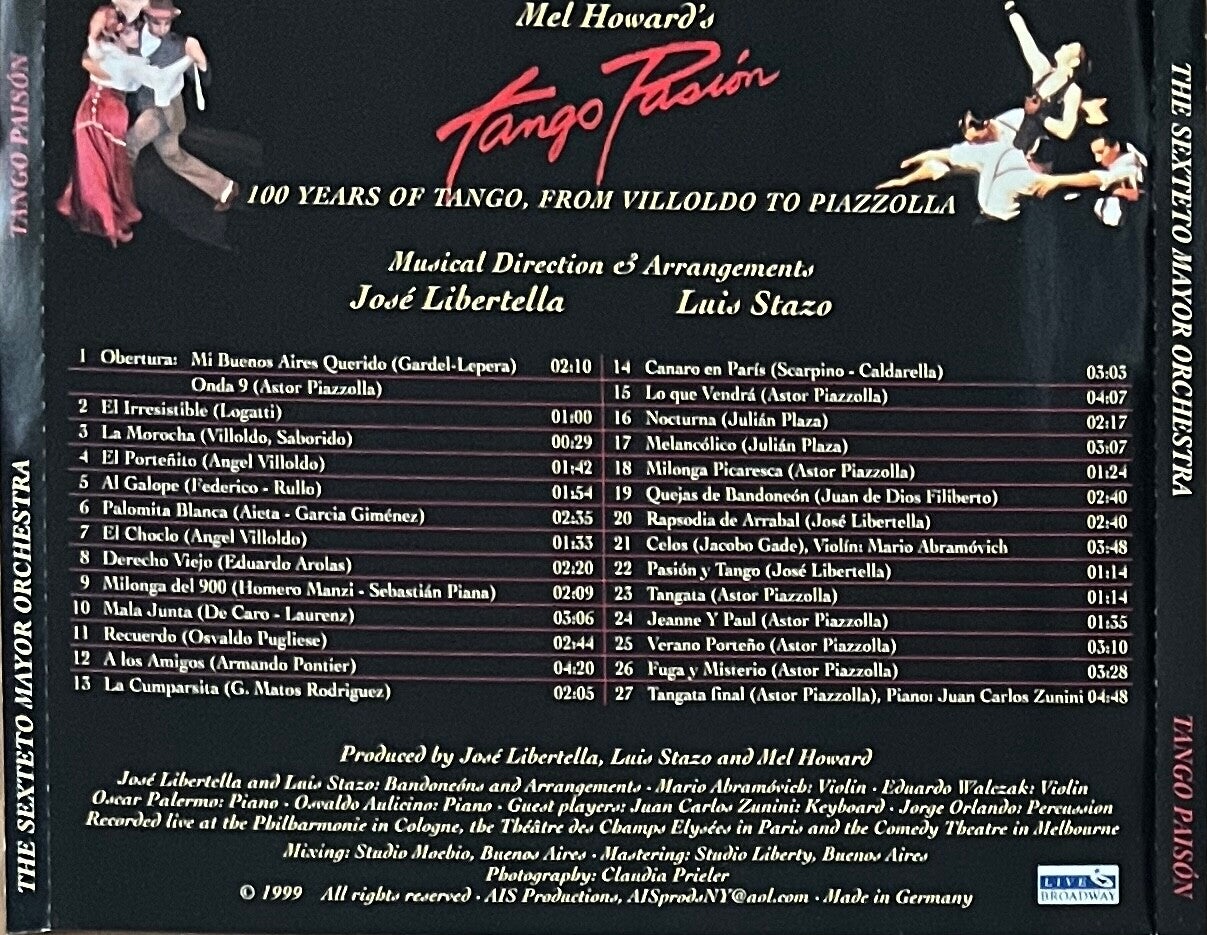 Mel Howard's
Tango Pasión
100 YEARS OF TANGO, FROM VILLOLDO TO PIAZZOLLA
Musical Direction & Arrangements
José Libertella Luis Stazo
1 Obertura: Mi Buenos Aires Querido (Gardel-Lepera) 02:10
Onda 9 (Astor Piazzolla)
2 El Irresistible (Logatti) 01:00
3 La Morocha (Villoldo, Saborido) 00:29
4 El Porteñito (Angel Villoldo) 01:42
5 Al Galope (Federico - Rullo) 01:54
6 Palomita Blanca (Aieta - Garcia Giménez) 02:35
7 El Choclo (Angel Villoldo) 01:33
8 Derecho Viejo (Eduardo Arolas) 02:20
9 Milonga del 900 (Homero Manzi - Sebastián Piana) 02:09
10 Mala Junta (De Caro - Laurenz) 03:06
11 Recuerdo (Osvaldo Pugliese) 02:44
12 A los Amigos (Armando Pontier) 04:20
13 La Cumparsita (G. Matos Rodriguez) 02:05
14 Canaro en París (Scarpino - Caldarella) 03:03
15 Lo que Vendrá (Astor Piazzolla) 04:07
16 Nocturna (Julián Plaza) 02:17
17 Melancólico (Julián Plaza) 03:07
18 Milonga Picaresca (Astor Piazzolla) 01:24
19 Quejas de Bandoneón (Juan de Dios Filiberto) 02:40
20 Rapsodia de Arrabal (José Libertella) 02:40
21 Celos (Jacobo Gade), Violín: Mario Abramóvich 03:48
22 Pasión y Tango (José Libertella) 01:14
23 Tangata (Astor Piazzolla) 01:14
24 Jeanne Y Paul (Astor Piazzolla) 01:35
25 Verano Porteño (Astor Piazzolla) 03:10
26 Fuga y Misterio (Astor Piazzolla) 03:28
27 Tangata final (Astor Piazzolla), Piano: Juan Carlos Zunini 04:48
Produced by José Libertella, Luis Stazo and Mel Howard
José Libertella and Luis Stazo: Bandoneóns and Arrangements · Mario Abramóvich: Violin · Eduardo Walczak: Violin
Oscar Palermo: Piano · Osvaldo Aulicino: Piano · Guest players: Juan Carlos Zunini: Keyboard · Jorge Orlando: Percussion
Recorded live at the Philharmonie in Cologne, the Théâtre des Champs Elysées in Paris and the Comedy Theatre in Melbourne
Mixing: Studio Moebio, Buenos Aires · Mastering: Studio Liberty, Buenos Aires
Photography: Claudia Prieler
© 1999 All rights reserved · AIS Productions, AISprodsNY@aol.com · Made in Germany
LIVE
BROADWAY
THE SEXTETO MAYOR ORCHESTRA TANGO PAISÓN
THE SEXTETO MAYOR ORCHESTRA TANGO PAISÓN